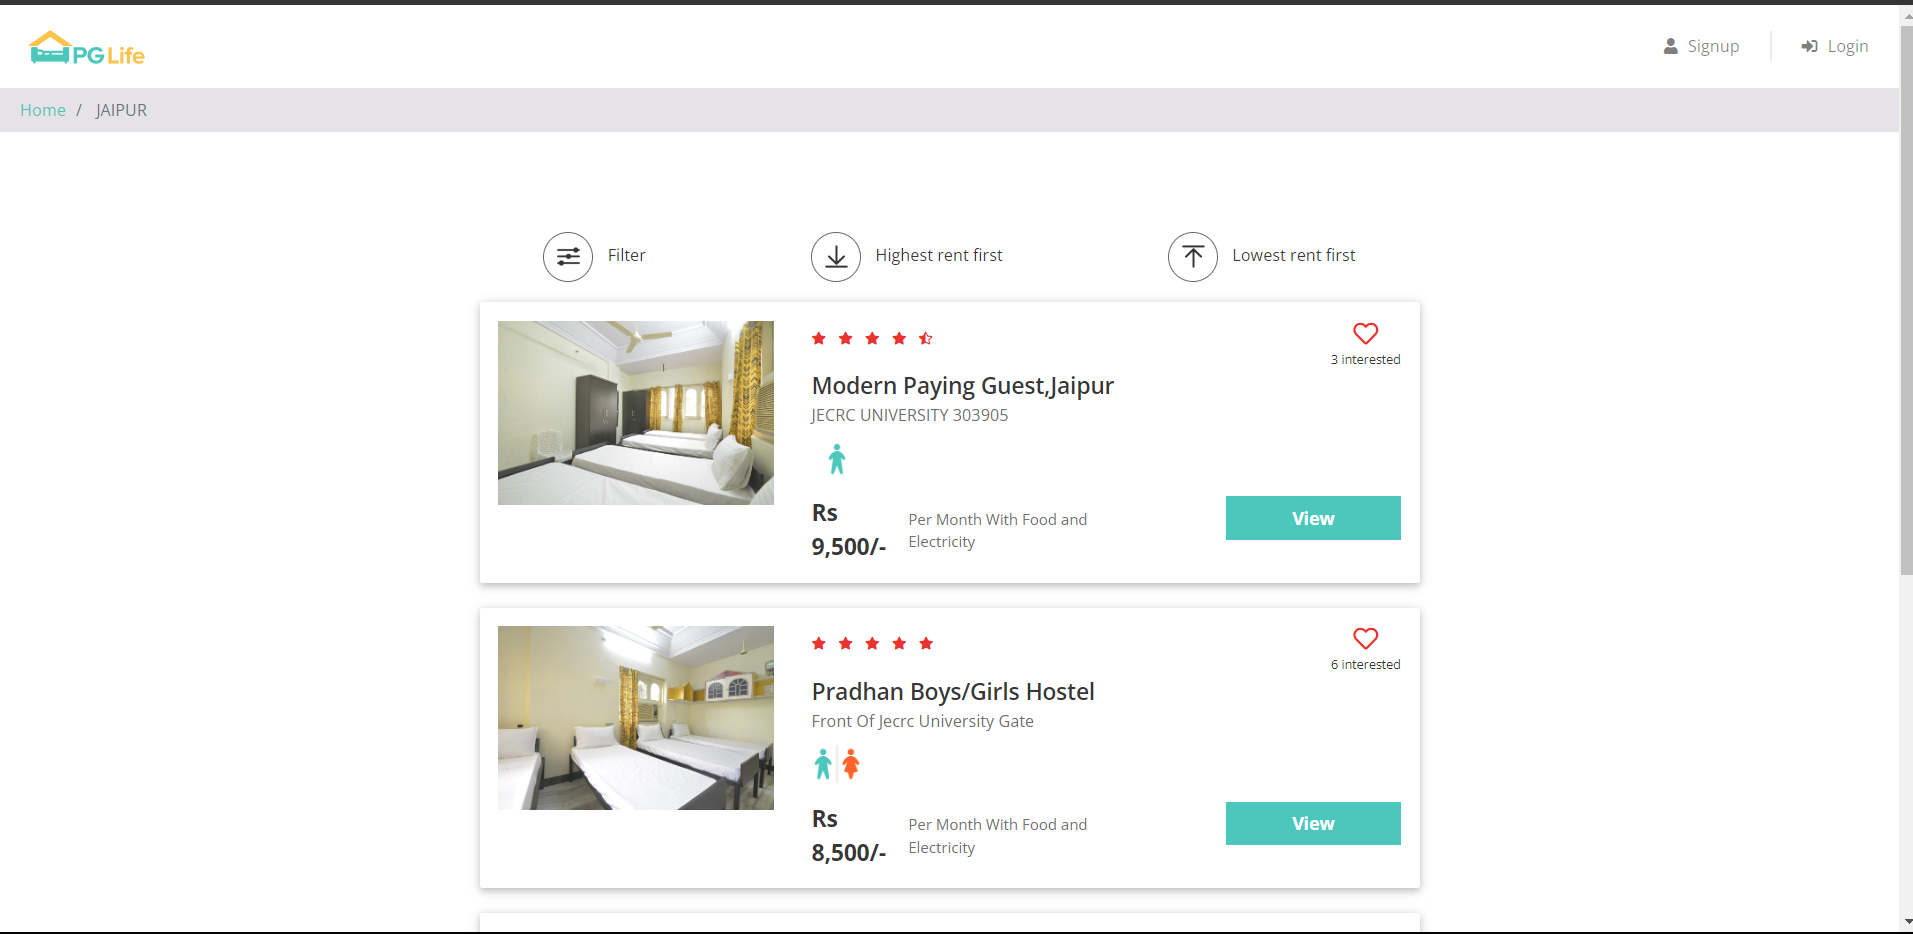 PG Life
Signup
Login
Home / JAIPUR
Filter
Highest rent first
Lowest rent first
3 interested
Modern Paying Guest,Jaipur
JECRC UNIVERSITY 303905
Rs
9,500/-
Per Month With Food and
Electricity
View
6 interested
Pradhan Boys/Girls Hostel
Front Of Jecrc University Gate
Rs
8,500/-
Per Month With Food and
Electricity
View